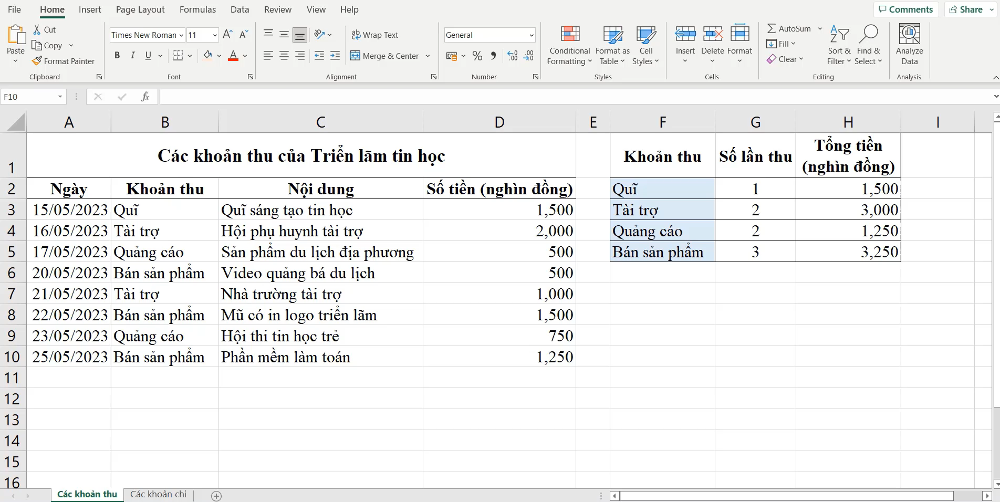 File Home Insert Page Layout Formulas Data Review View Help Comments Share
Paste Cut Copy Format Painter Clipboard
Times New Roman 11 A A B I U A Font
ab Wrap Text Merge & Center Alignment
General % Number
Conditional Formatting Format as Table Cell Styles Styles
Insert Delete Format Cells
AutoSum Fill Clear Sort & Filter Find & Select Editing
Analyze Data Analysis
F10 fx
A B C D E F G H I
1 Các khoản thu của Triển lãm tin học Khoản thu Số lần thu Tổng tiền (nghìn đồng)
2 Ngày Khoản thu Nội dung Số tiền (nghìn đồng) Quĩ 1 1,500
3 15/05/2023 Quĩ Quĩ sáng tạo tin học 1,500 Tài trợ 2 3,000
4 16/05/2023 Tài trợ Hội phụ huynh tài trợ 2,000 Quảng cáo 2 1,250
5 17/05/2023 Quảng cáo Sản phẩm du lịch địa phương 500 Bán sản phẩm 3 3,250
6 20/05/2023 Bán sản phẩm Video quảng bá du lịch 500
7 21/05/2023 Tài trợ Nhà trường tài trợ 1,000
8 22/05/2023 Bán sản phẩm Mũ có in logo triển lãm 1,500
9 23/05/2023 Quảng cáo Hội thi tin học trẻ 750
10 25/05/2023 Bán sản phẩm Phần mềm làm toán 1,250
11
12
13
14
15
16
Các khoản thu Các khoản chi